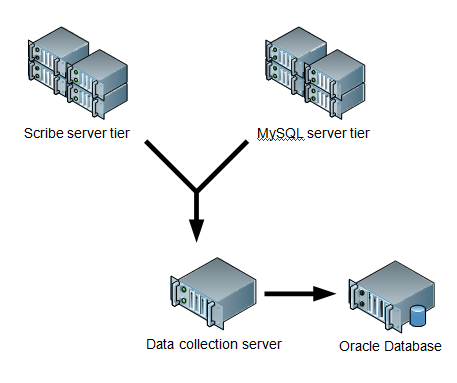 Scribe server tier
MySQL server tier
Data collection server
Oracle Database